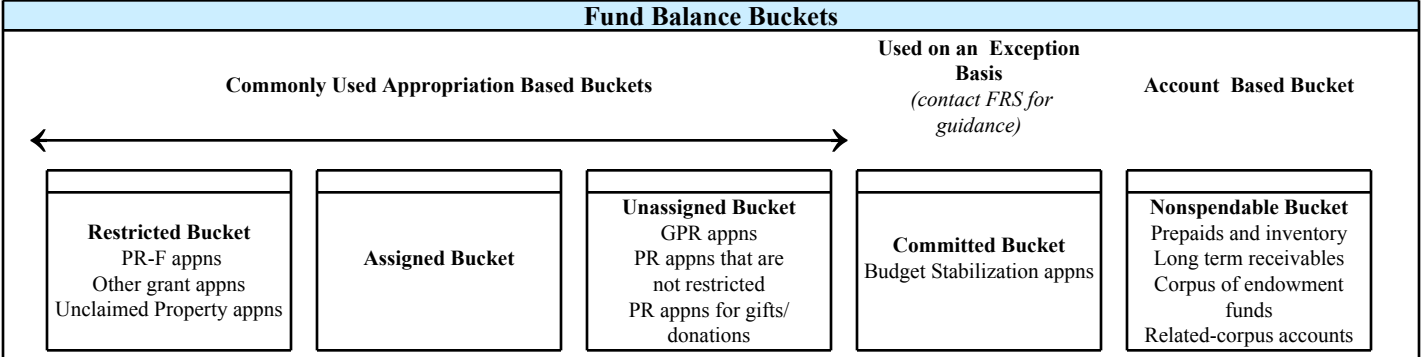 Fund Balance Buckets
Commonly Used Appropriation Based Buckets
Used on an Exception
Basis
(contact FRS for
guidance)
Account Based Bucket
Restricted Bucket
PR-F appns
Other grant appns
Unclaimed Property appns
Assigned Bucket
Unassigned Bucket
GPR appns
PR appns that are
not restricted
PR appns for gifts/
donations
Committed Bucket
Budget Stabilization appns
Nonspendable Bucket
Prepaids and inventory
Long term receivables
Corpus of endowment
funds
Related-corpus accounts